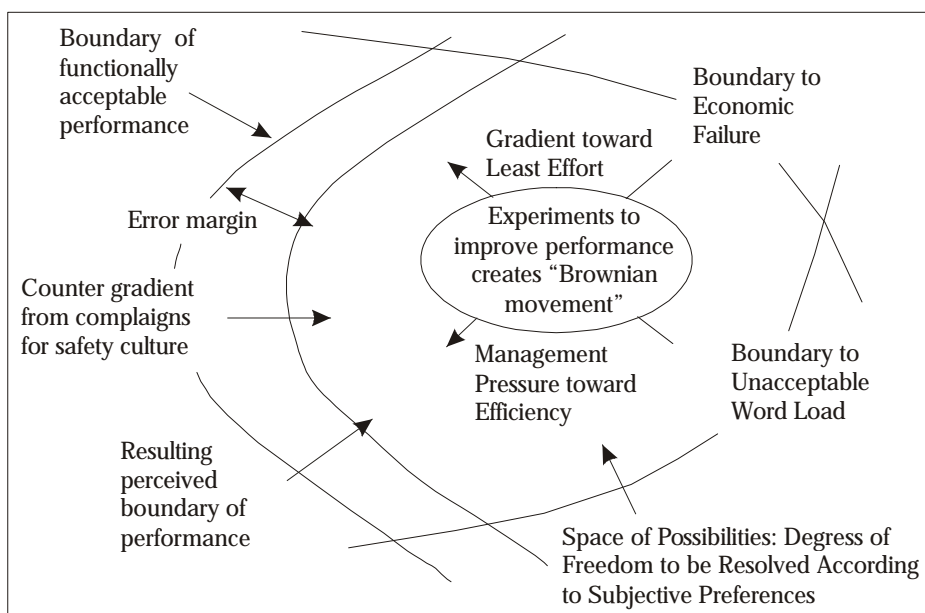 Boundary of
functionally
acceptable
performance
Boundary to
Economic
Failure
Gradient toward
Least Effort
Error margin
Experiments to
improve performance
creates “Brownian
movement”
Counter gradient
from complaigns
for safety culture
Management
Pressure toward
Efficiency
Boundary to
Unacceptable
Word Load
Resulting
perceived
boundary of
performance
Space of Possibilities: Degress of
Freedom to be Resolved According
to Subjective Preferences